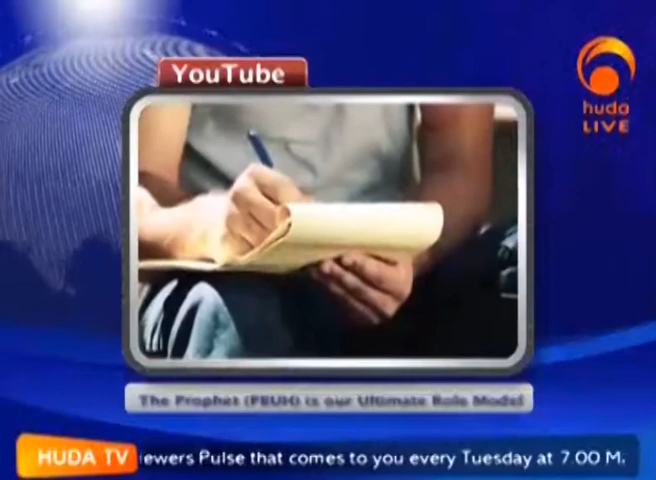 YouTube
huda
LIVE
The Prophet (PBUH) is our Ultimate Role Model
HUDA TV iewers Pulse that comes to you every Tuesday at 7.00 M.